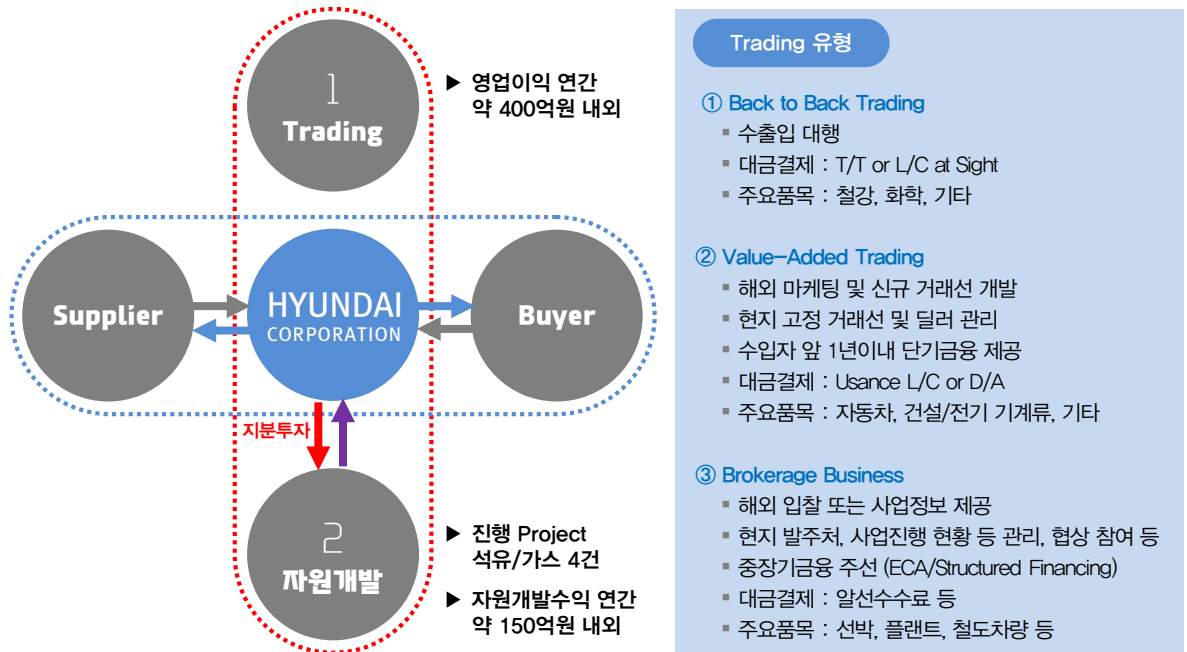 1
Trading
▶ 영업이익 연간
약 400억원 내외
Supplier
HYUNDAI
CORPORATION
Buyer
지분투자
2
자원개발
▶ 진행 Project
석유/가스 4건
▶ 자원개발수익 연간
약 150억원 내외
Trading 유형
① Back to Back Trading
▪ 수출입 대행
▪ 대금결제 : T/T or L/C at Sight
▪ 주요품목 : 철강, 화학, 기타
② Value-Added Trading
▪ 해외 마케팅 및 신규 거래선 개발
▪ 현지 고정 거래선 및 딜러 관리
▪ 수입자 앞 1년이내 단기금융 제공
▪ 대금결제 : Usance L/C or D/A
▪ 주요품목 : 자동차, 건설/전기 기계류, 기타
③ Brokerage Business
▪ 해외 입찰 또는 사업정보 제공
▪ 현지 발주처, 사업진행 현황 등 관리, 협상 참여 등
▪ 중장기금융 주선 (ECA/Structured Financing)
▪ 대금결제 : 알선수수료 등
▪ 주요품목 : 선박, 플랜트, 철도차량 등